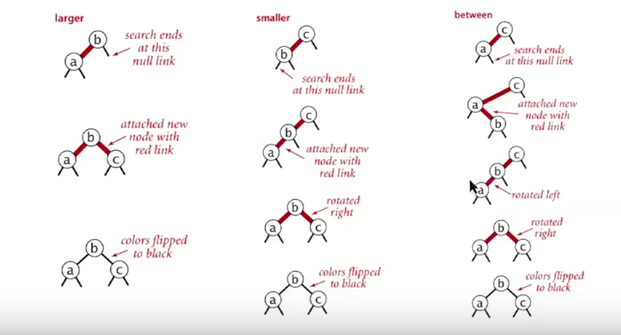 larger
b
a
search ends
at this
null link
b
a
c
attached new
node with
red link
b
a
c
colors flipped
to black
smaller
c
b
search ends
at this null link
c
b
a
attached new
node with
red link
b
a
c
rotated
right
b
a
c
colors flipped
to black
between
c
a
search ends
at this null link
c
a
b
attached new
node with
red link
c
b
a
rotated left
b
a
c
rotated
right
b
a
c
colors flipped
to black